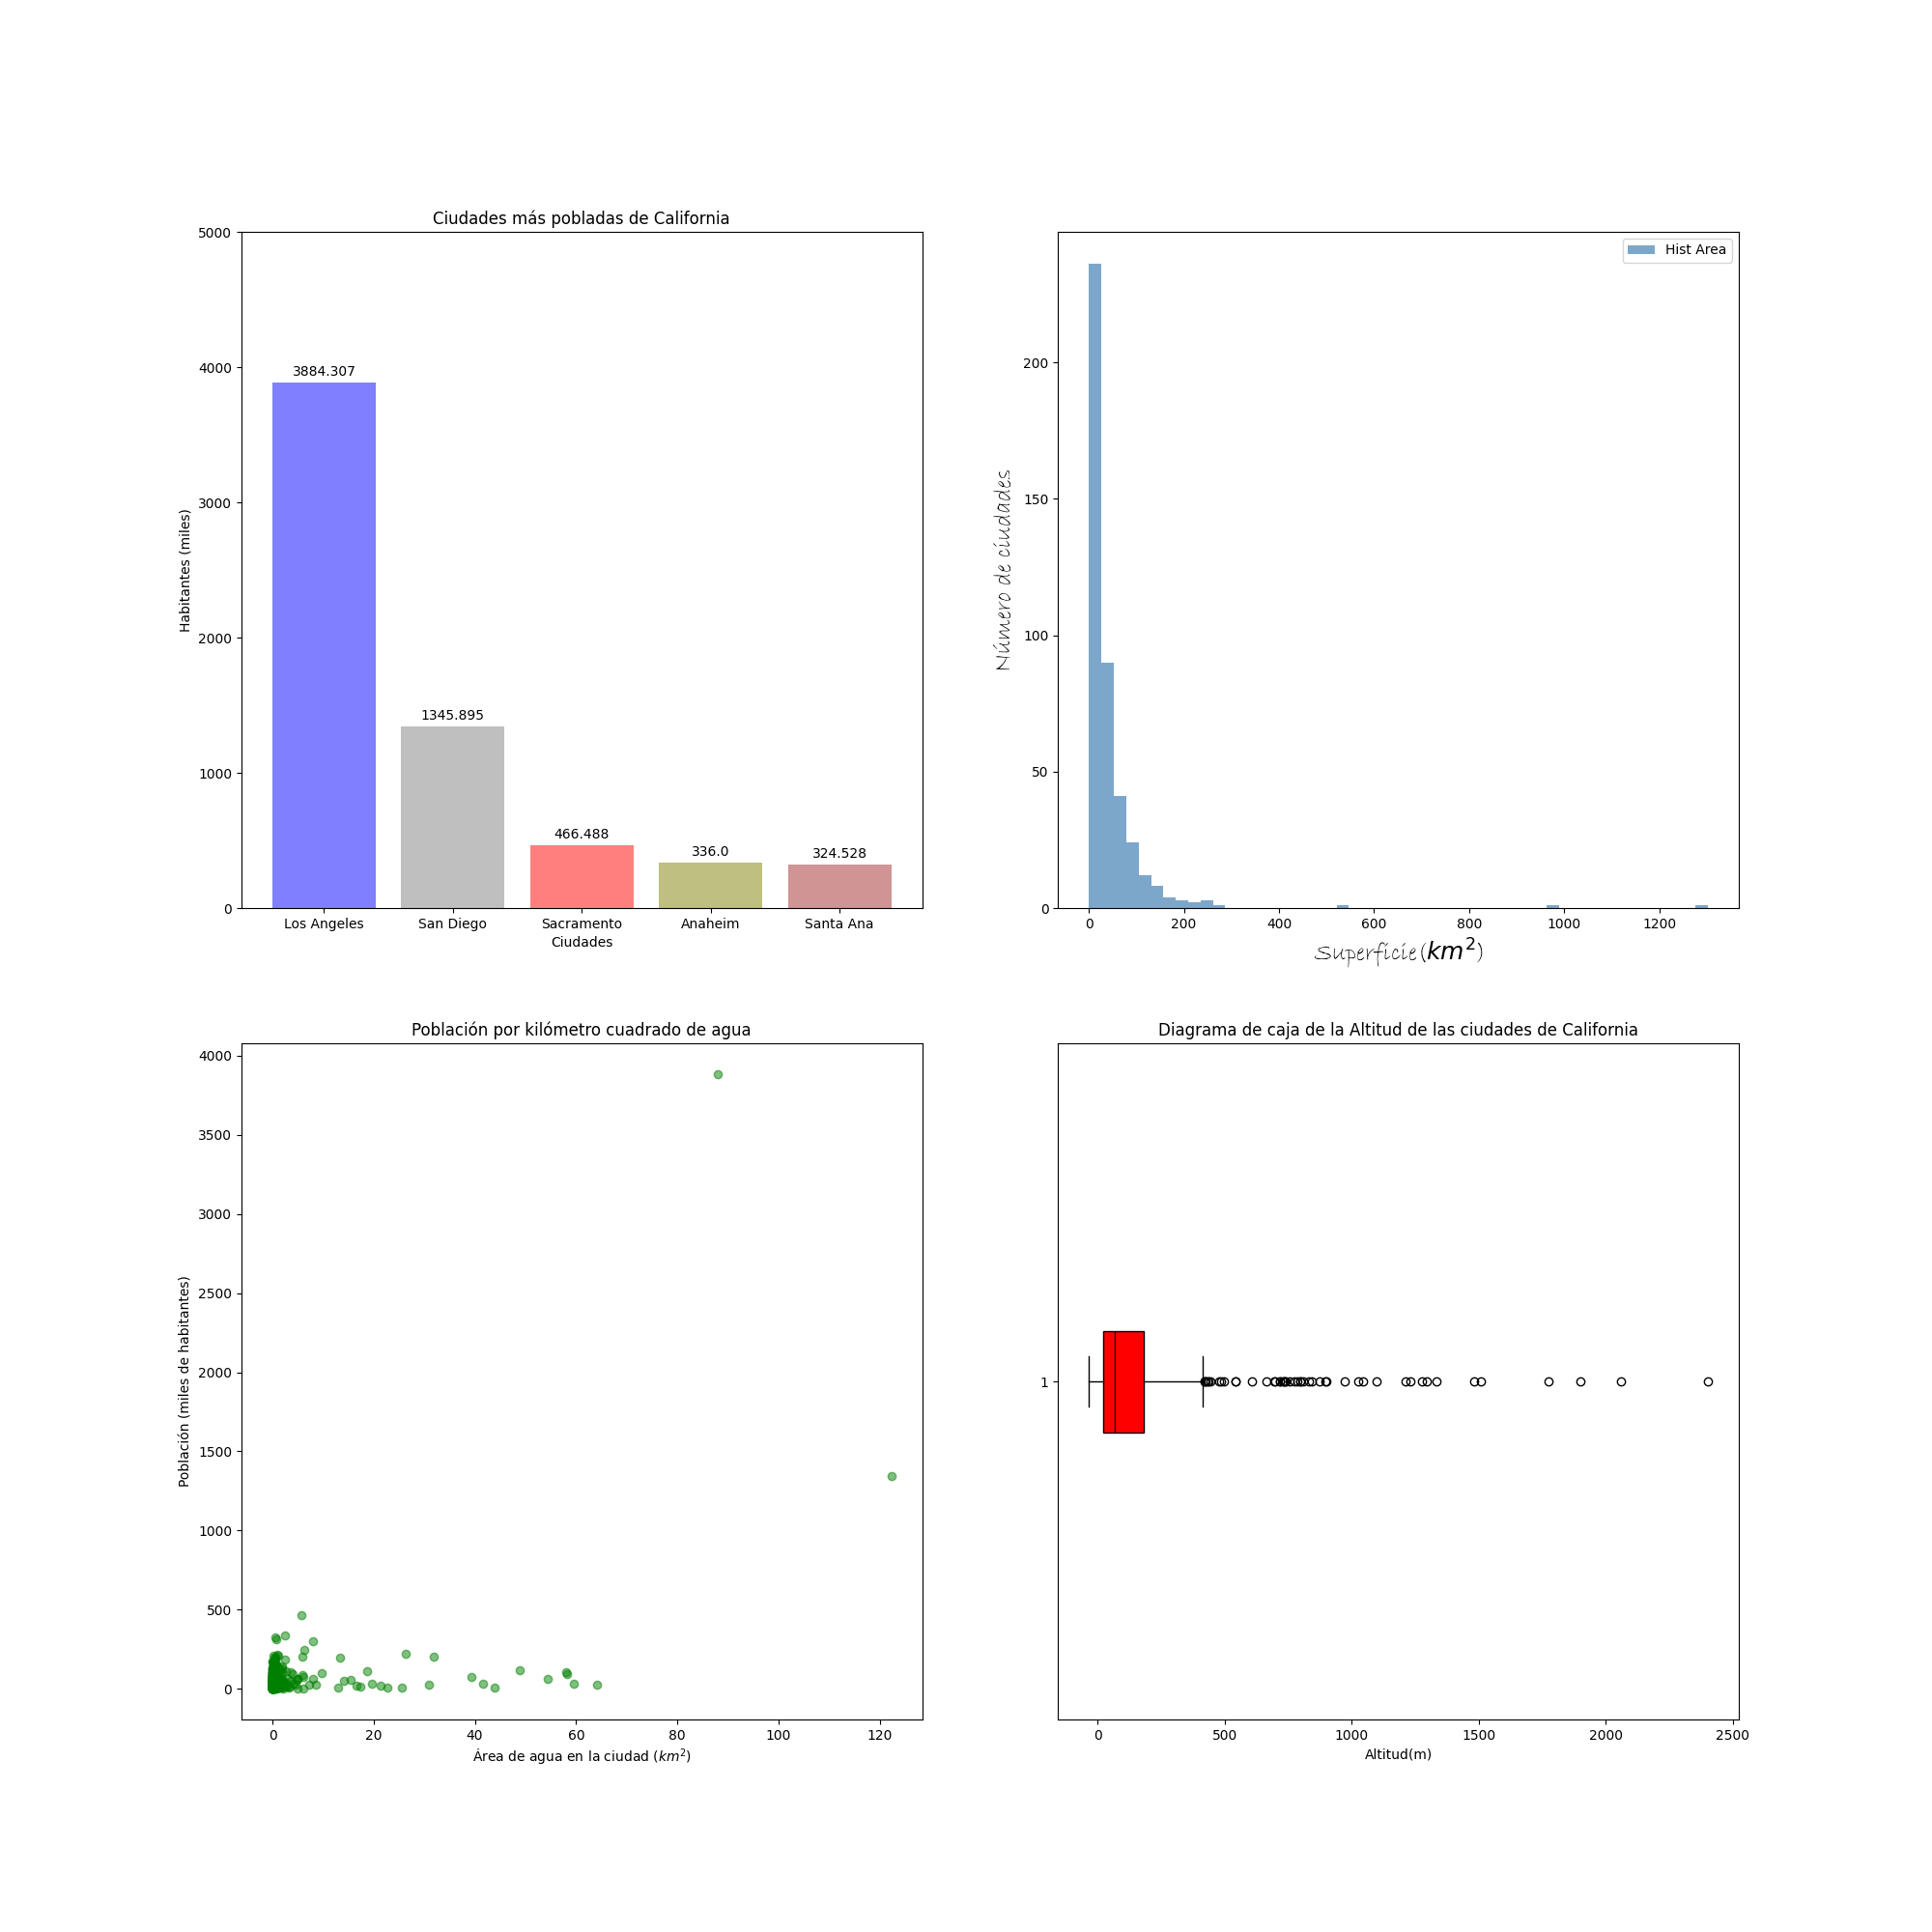 Ciudades más pobladas de California
5000
4000
3000
2000
1000
0
Habitantes (miles)
3884.307
1345.895
466.488
336.0
324.528
Los Angeles San Diego Sacramento Anaheim Santa Ana
Ciudades
Hist Area
200
150
100
50
0
Número de ciudades
0 200 400 600 800 1000 1200
Superficie(km²)
Población por kilómetro cuadrado de agua
4000
3500
3000
2500
2000
1500
1000
500
0
Población (miles de habitantes)
0 20 40 60 80 100 120
Área de agua en la ciudad (km²)
Diagrama de caja de la Altitud de las ciudades de California
1
0 500 1000 1500 2000 2500
Altitud(m)